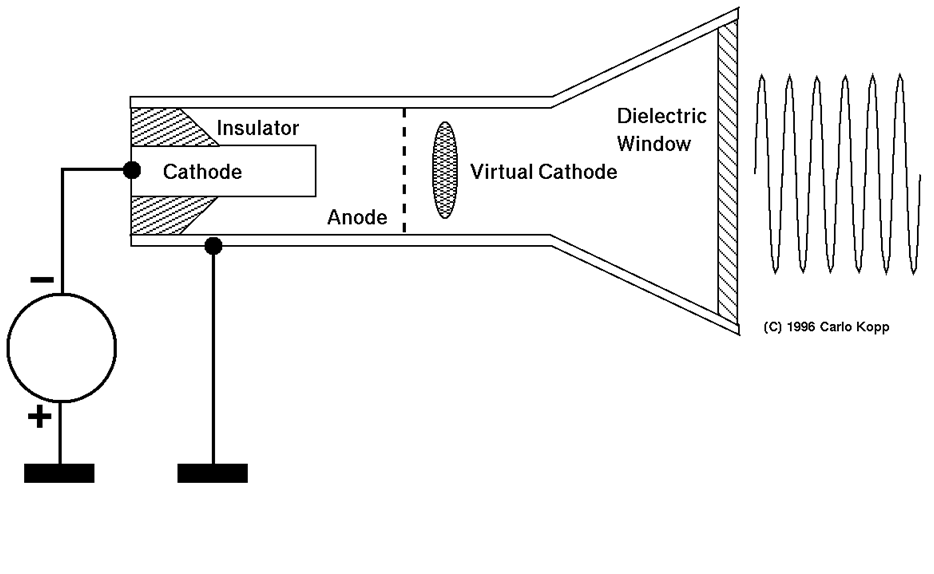 Insulator
Cathode
Anode
Virtual Cathode
Dielectric
Window
−
+
(C) 1996 Carlo Kopp